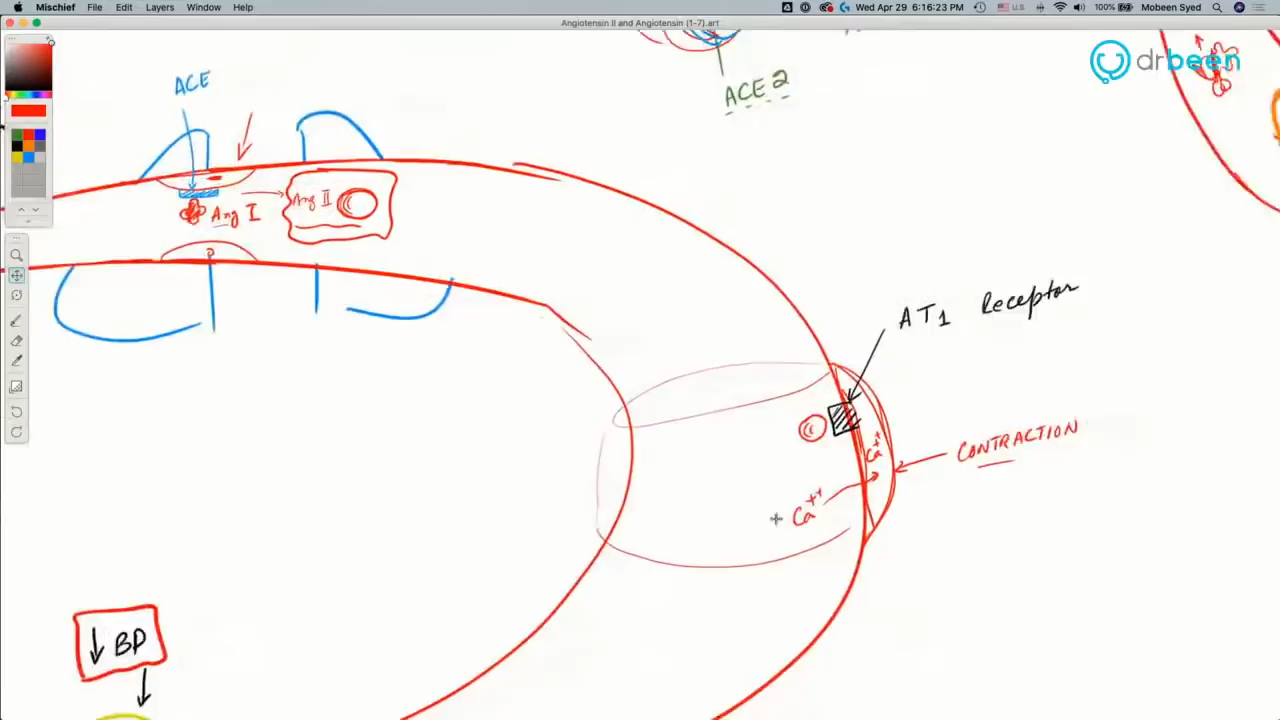 Mischief File Edit Layers Window Help
100% Wed Apr 29 6:16:23 PM Mobeen Syed
Angiotensin II and Angiotensin (1-7).art
drbeen
ACE
ACE 2
Ang I
Ang II
AT1 Receptor
Ca++
CONTRACTION
Ca++
↓ BP